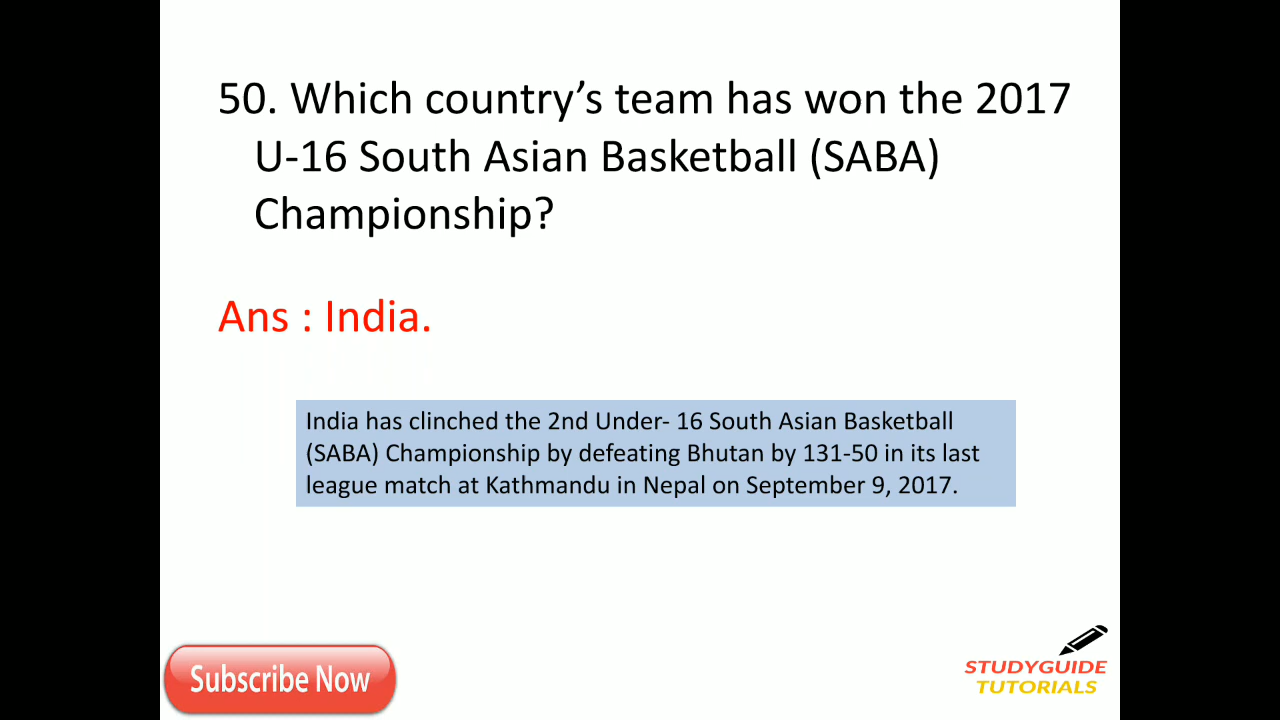 50. Which country’s team has won the 2017
U-16 South Asian Basketball (SABA)
Championship?
Ans : India.
India has clinched the 2nd Under- 16 South Asian Basketball
(SABA) Championship by defeating Bhutan by 131-50 in its last
league match at Kathmandu in Nepal on September 9, 2017.
Subscribe Now
STUDYGUIDE
TUTORIALS